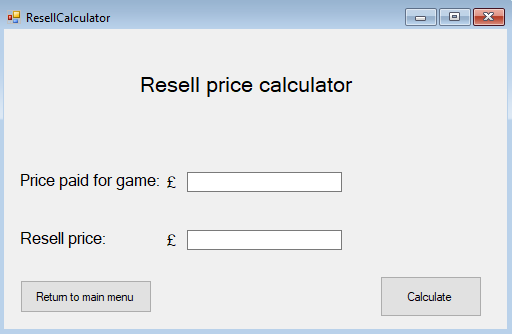 ResellCalculator
Resell price calculator
Price paid for game: £
Resell price: £
Return to main menu
Calculate